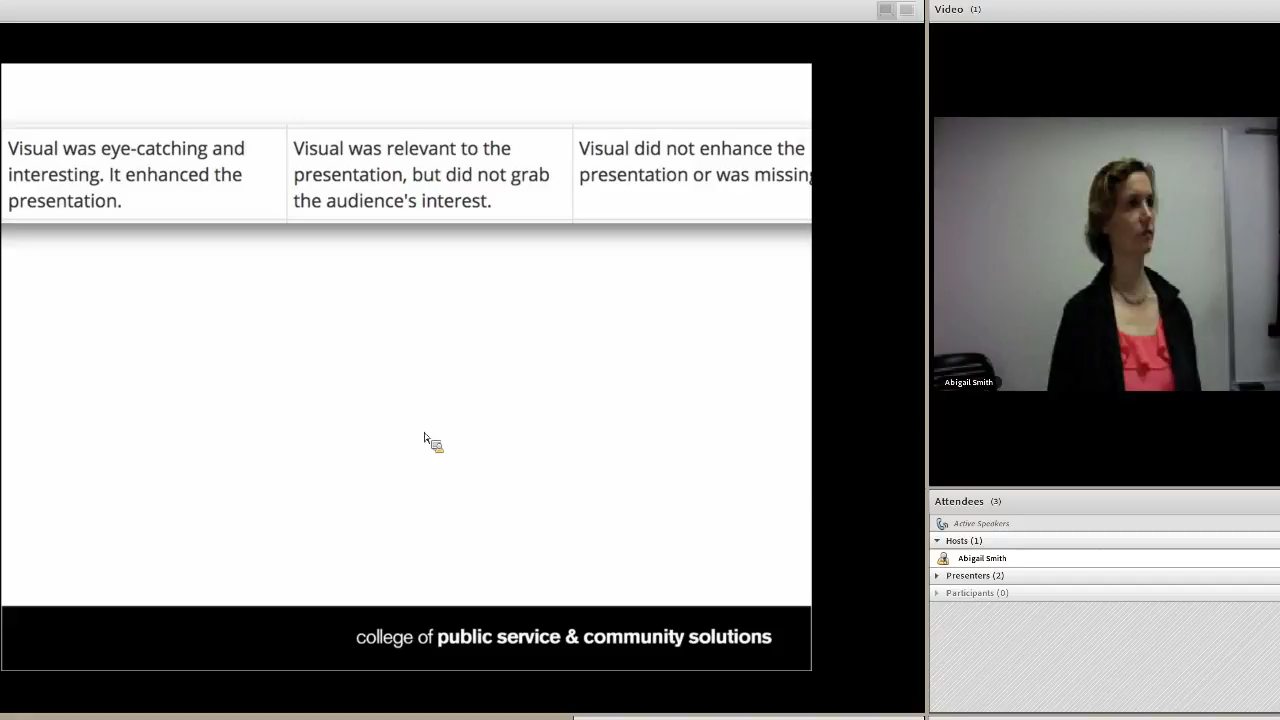 Video (1)
Visual was eye-catching and
interesting. It enhanced the
presentation.
Visual was relevant to the
presentation, but did not grab
the audience's interest.
Visual did not enhance the
presentation or was missing
college of public service & community solutions
Abigail Smith
Attendees (3)
Active Speakers
Hosts (1)
Abigail Smith
Presenters (2)
Participants (0)